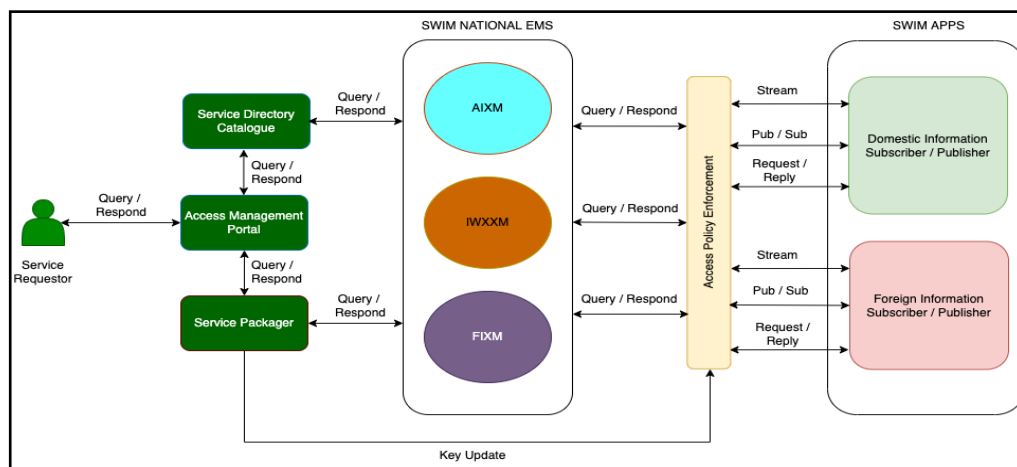 SWIM NATIONAL EMS
SWIM APPS
Service Directory
Catalogue
Query /
Respond
AIXM
Query / Respond
Stream
Pub / Sub
Request /
Reply
Domestic Information
Subscriber / Publisher
Query /
Respond
Service
Requestor
Query /
Respond
Access Management
Portal
IWXXM
Query / Respond
Access Policy Enforcement
Query /
Respond
Service Packager
Query /
Respond
FIXM
Query / Respond
Stream
Pub / Sub
Request /
Reply
Foreign Information
Subscriber / Publisher
Key Update